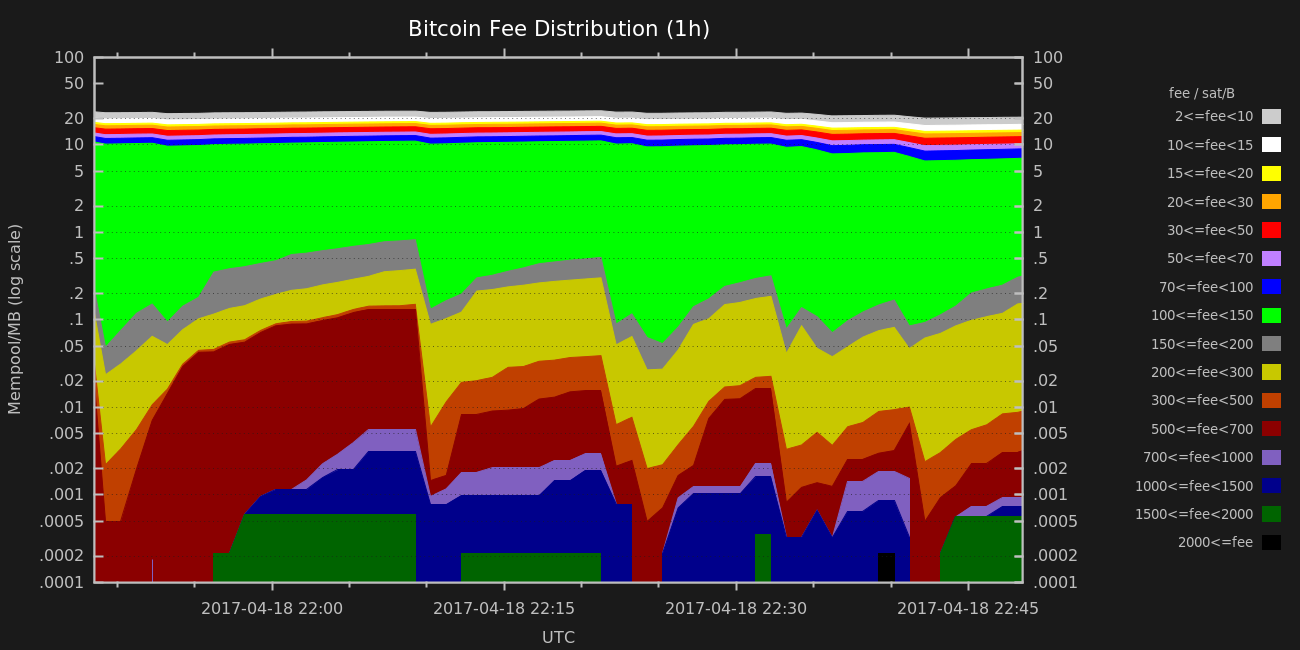 Bitcoin Fee Distribution (1h)
Mempool/MB (log scale)
100
50
20
10
5
2
1
.5
.2
.1
.05
.02
.01
.005
.002
.001
.0005
.0002
.0001
100
50
20
10
5
2
1
.5
.2
.1
.05
.02
.01
.005
.002
.001
.0005
.0002
.0001
2017-04-18 22:00 2017-04-18 22:15 2017-04-18 22:30 2017-04-18 22:45
UTC
fee / sat/B
2<=fee<10
10<=fee<15
15<=fee<20
20<=fee<30
30<=fee<50
50<=fee<70
70<=fee<100
100<=fee<150
150<=fee<200
200<=fee<300
300<=fee<500
500<=fee<700
700<=fee<1000
1000<=fee<1500
1500<=fee<2000
2000<=fee